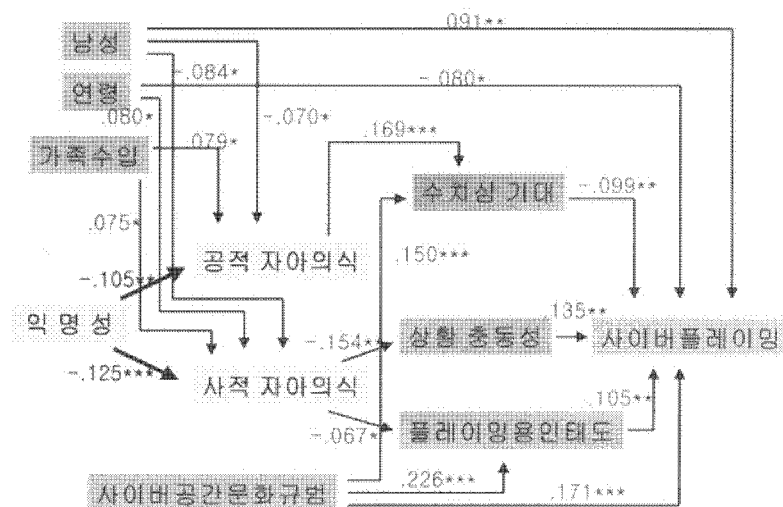 .091**
남성
-.084*
-.080*
연령
.080*
-.070*
.079*
.169***
가족수입
수치심 기대
-.099**
.075*
.150***
공적 자아의식
-.105**
익명성
.135**
-.154**
상황 충동성
사이버플레이밍
-.125***
사적 자아의식
.105**
-.067*
플레이밍용인태도
.226***
사이버공간문화규범
.171***